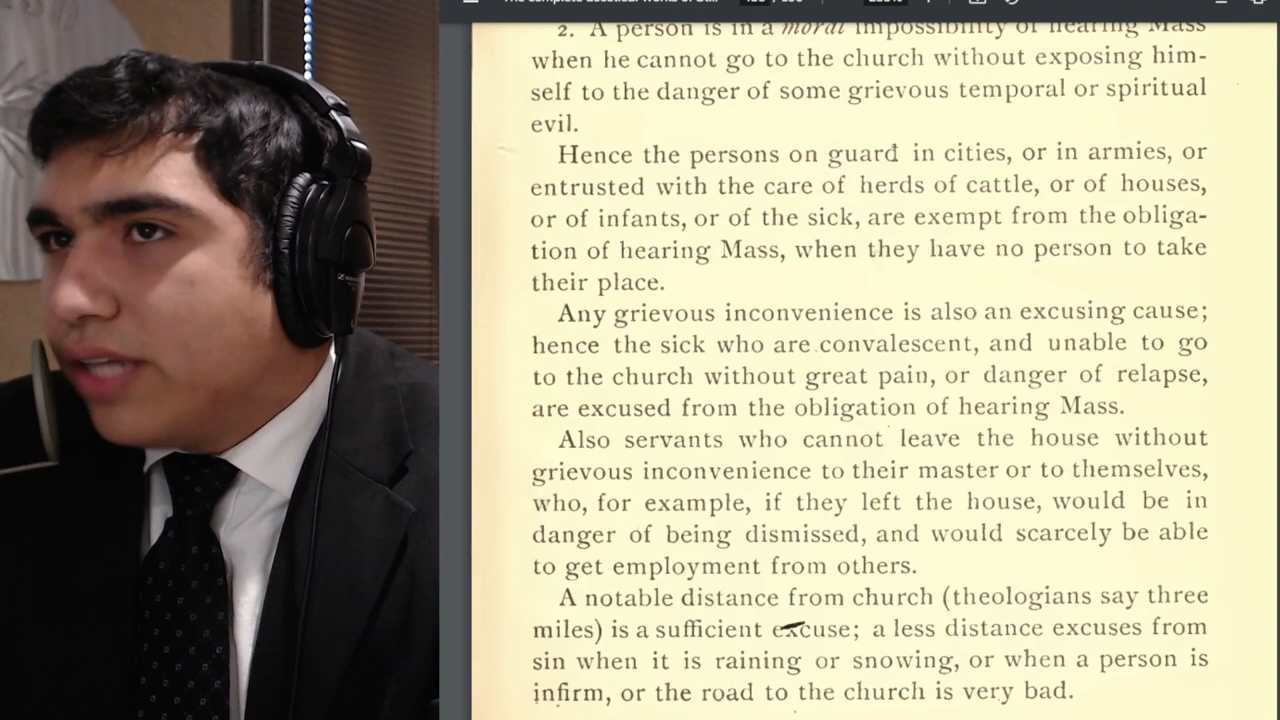 The complete ascetical works of St...
2. A person is in a moral impossibility of hearing Mass
when he cannot go to the church without exposing him-
self to the danger of some grievous temporal or spiritual
evil.
Hence the persons on guard in cities, or in armies, or
entrusted with the care of herds of cattle, or of houses,
or of infants, or of the sick, are exempt from the obliga-
tion of hearing Mass, when they have no person to take
their place.
Any grievous inconvenience is also an excusing cause;
hence the sick who are convalescent, and unable to go
to the church without great pain, or danger of relapse,
are excused from the obligation of hearing Mass.
Also servants who cannot leave the house without
grievous inconvenience to their master or to themselves,
who, for example, if they left the house, would be in
danger of being dismissed, and would scarcely be able
to get employment from others.
A notable distance from church (theologians say three
miles) is a sufficient excuse; a less distance excuses from
sin when it is raining or snowing, or when a person is
infirm, or the road to the church is very bad.